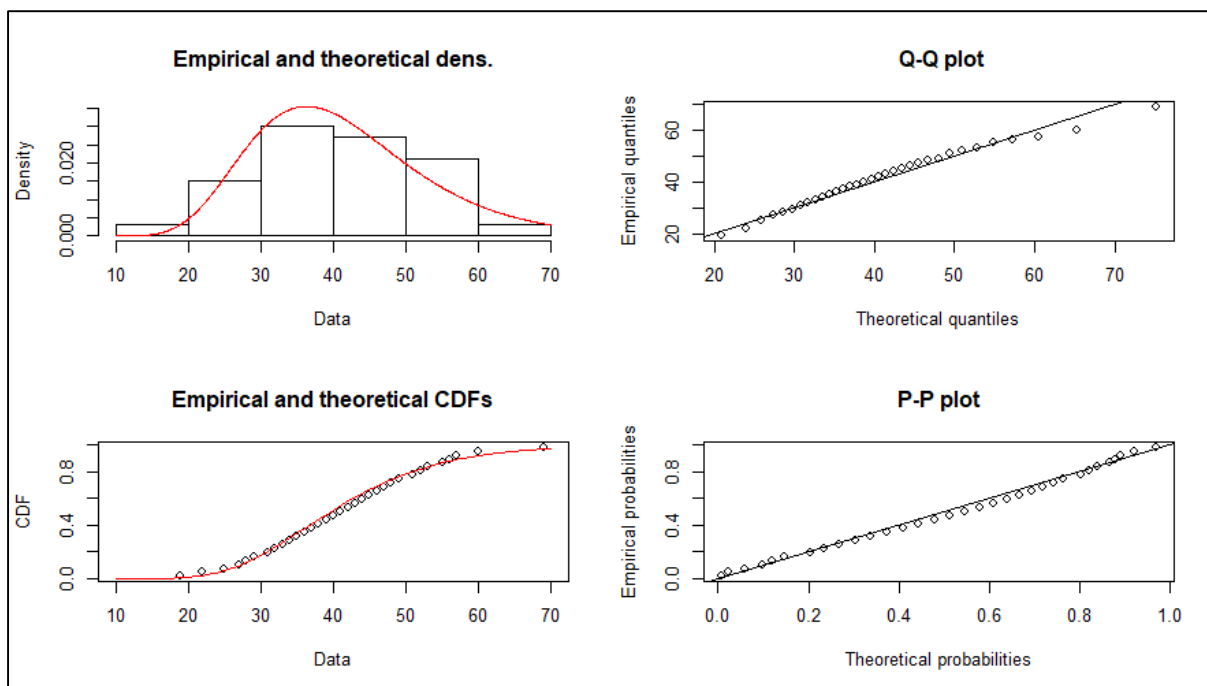 Empirical and theoretical dens.
Density
0.000 0.020
10 20 30 40 50 60 70
Data
Q-Q plot
Empirical quantiles
20 40 60
20 30 40 50 60 70
Theoretical quantiles
Empirical and theoretical CDFs
CDF
0.0 0.4 0.8
10 20 30 40 50 60 70
Data
P-P plot
Empirical probabilities
0.0 0.4 0.8
0.0 0.2 0.4 0.6 0.8 1.0
Theoretical probabilities